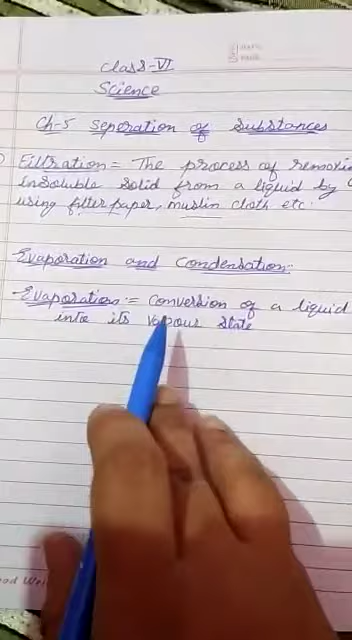 Class-VI
Science
Ch-5 Seperation of Substances
Filtration = The process of
insoluble solid from a liquid by
using filter paper, muslin cloth etc.
Evaporation and Condensation.
Evaporation := Conversion of a liquid
into its vapour state